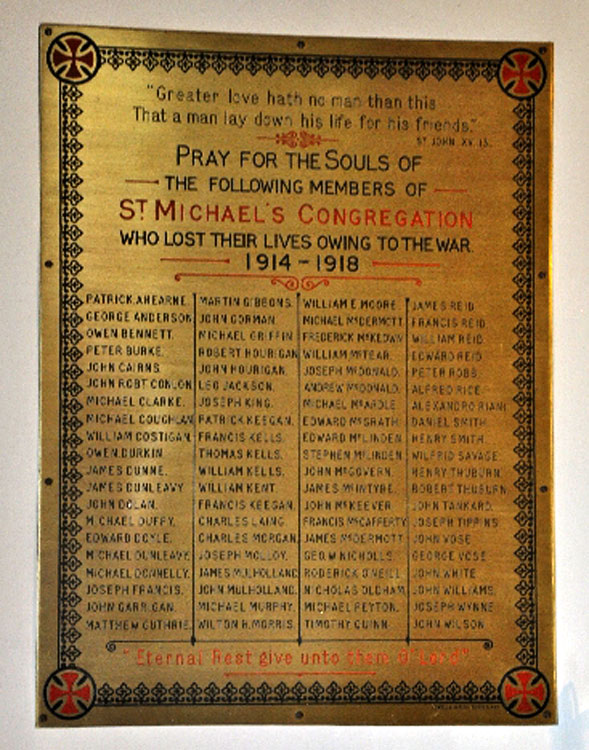 "Greater love hath no man than this
That a man lay down his life for his friends."
ST JOHN. XV. 13.
PRAY FOR THE SOULS OF
THE FOLLOWING MEMBERS OF
ST MICHAEL'S CONGREGATION
WHO LOST THEIR LIVES OWING TO THE WAR.
1914 - 1918
PATRICK AHEARNE.
GEORGE ANDERSON
OWEN BENNETT.
PETER BURKE.
JOHN CAIRNS.
JOHN ROBT CONLON
MICHAEL CLARKE.
MICHAEL COUGHLAN
WILLIAM COSTIGAN.
OWEN DURKIN
JAMES DUNNE.
JAMES DUNLEAVY
JOHN DOLAN.
MICHAEL DUFFY.
EDWARD DOYLE.
MICHAEL DUNLEAVY
MICHAEL DONNELLY.
JOSEPH FRANCIS.
JOHN GARRIGAN.
MATTHEW GUTHRIE
MARTIN GIBBONS.
JOHN GORMAN.
MICHAEL GRIFFIN
ROBERT HOURIGAN
JOHN HOURIGAN.
LEO JACKSON.
JOSEPH KING.
PATRICK KEEGAN.
FRANCIS KELLS.
THOMAS KELLS.
WILLIAM KELLS.
WILLIAM KENT.
FRANCIS KEEGAN.
CHARLES LAING
CHARLES MORGAN
JOSEPH MOLLOY.
JAMES MULHOLLAND
JOHN MULHOLLAND.
MICHAEL MURPHY.
WILTON H. MORRIS.
WILLIAM E MOORE
MICHAEL McDERMOTT
FREDERICK McKEOWN
WILLIAM McTEAR.
JOSEPH McDONALD.
ANDREW McDONALD.
MICHAEL McARDLE
EDWARD McGRATH
EDWARD McLINDEN
STEPHEN McLINDEN
JOHN McGOVERN.
JAMES McINTYRE.
JOHN McKEEVER
FRANCIS McCAFFERTY
JAMES McDERMOTT
GEO W NICHOLLS.
RODERICK O'NEILL
NICHOLAS OLDHAM
MICHAEL PEYTON.
TIMOTHY QUINN
JAMES REID
FRANCIS REID
WILLIAM REID
EDWARD REID
PETER ROBB
ALFRED RICE
ALEXANDRO RIANI
DANIEL SMITH
HENRY SMITH
WILFRID SAVAGE.
HENRY THUBURN.
ROBERT THUBURN
JOHN TANKARD.
JOSEPH TIPPINS
JOHN VOSE
GEORGE VOSE
JOHN WHITE
JOHN WILLIAMS.
JOSEPH WYNNE
JOHN WILSON
"Eternal Rest give unto them O'Lord"